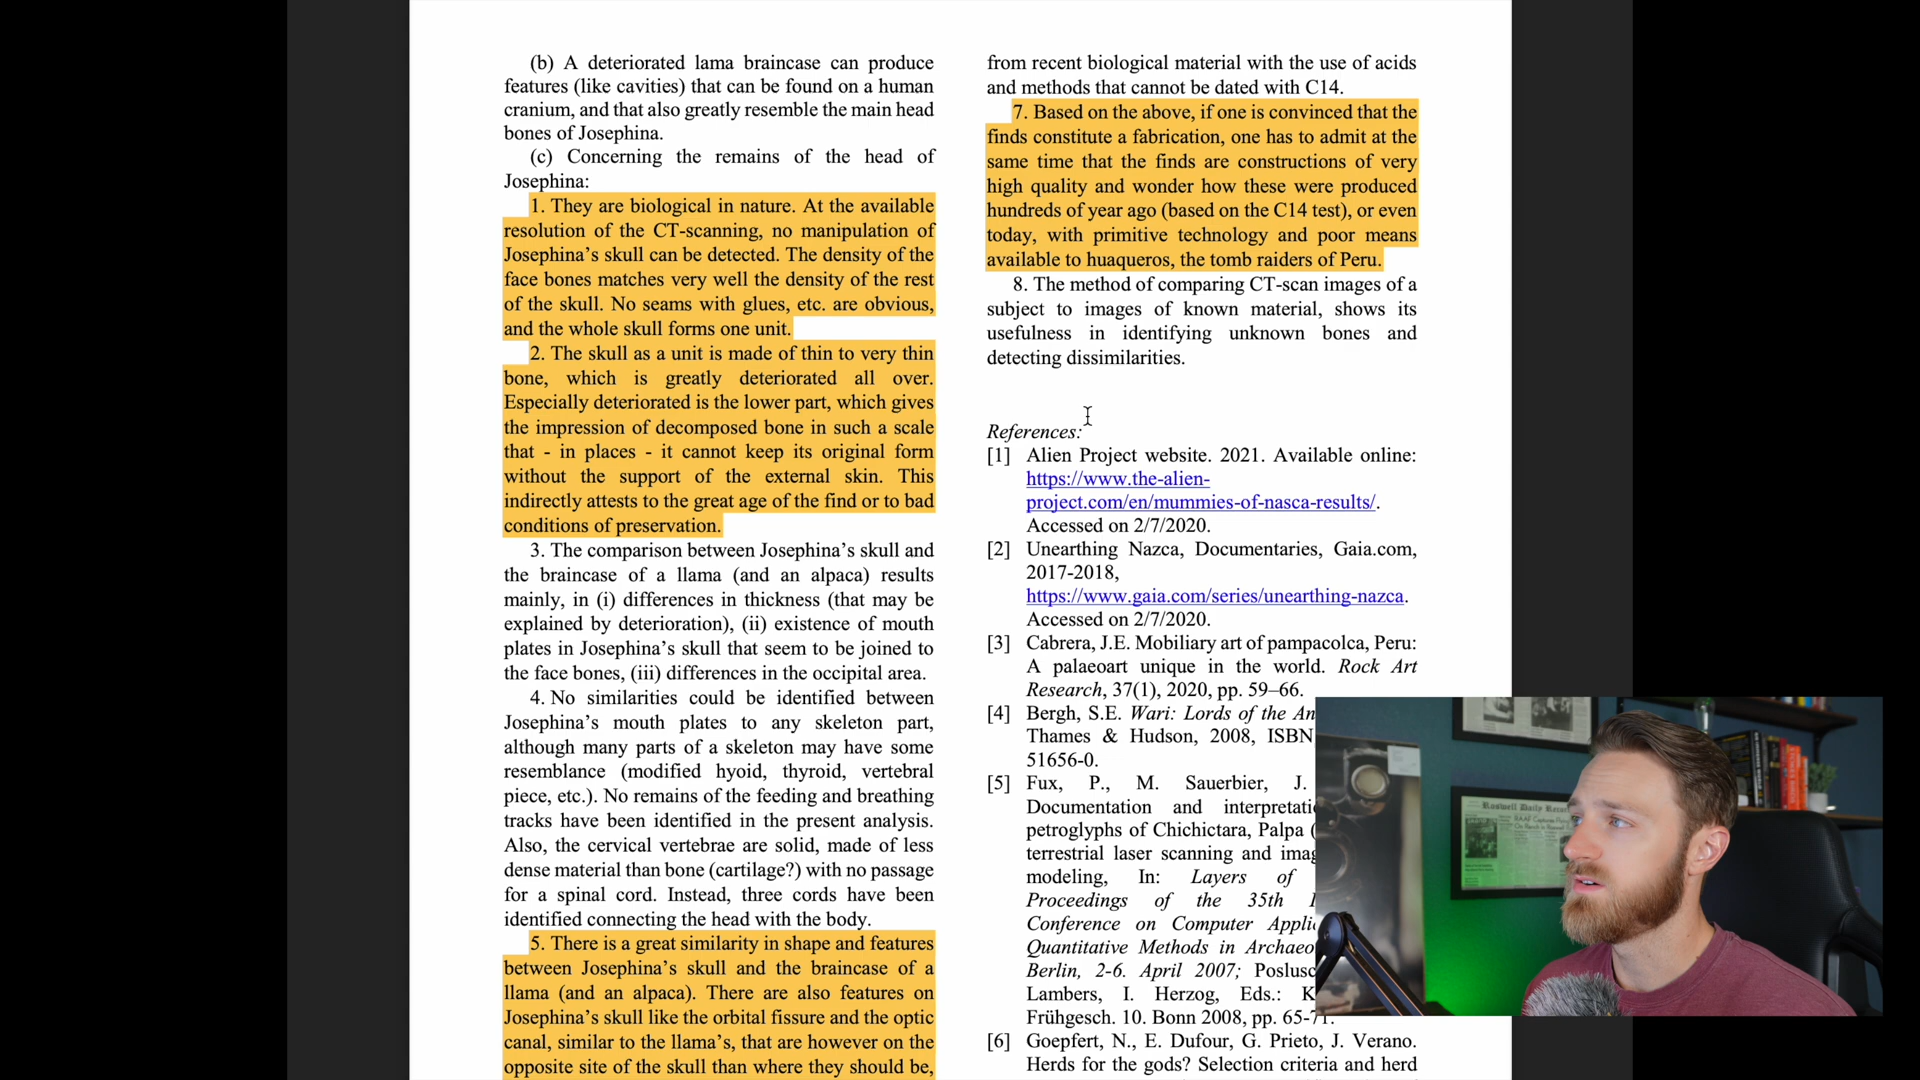 (b) A deteriorated lama braincase can produce
features (like cavities) that can be found on a human
cranium, and that also greatly resemble the main head
bones of Josephina.
(c) Concerning the remains of the head of
Josephina:
1. They are biological in nature. At the available
resolution of the CT-scanning, no manipulation of
Josephina’s skull can be detected. The density of the
face bones matches very well the density of the rest
of the skull. No seams with glues, etc. are obvious,
and the whole skull forms one unit.
2. The skull as a unit is made of thin to very thin
bone, which is greatly deteriorated all over.
Especially deteriorated is the lower part, which gives
the impression of decomposed bone in such a scale
that - in places - it cannot keep its original form
without the support of the external skin. This
indirectly attests to the great age of the find or to bad
conditions of preservation.
3. The comparison between Josephina’s skull and
the braincase of a llama (and an alpaca) results
mainly, in (i) differences in thickness (that may be
explained by deterioration), (ii) existence of mouth
plates in Josephina’s skull that seem to be joined to
the face bones, (iii) differences in the occipital area.
4. No similarities could be identified between
Josephina’s mouth plates to any skeleton part,
although many parts of a skeleton may have some
resemblance (modified hyoid, thyroid, vertebral
piece, etc.). No remains of the feeding and breathing
tracks have been identified in the present analysis.
Also, the cervical vertebrae are solid, made of less
dense material than bone (cartilage?) with no passage
for a spinal cord. Instead, three cords have been
identified connecting the head with the body.
5. There is a great similarity in shape and features
between Josephina’s skull and the braincase of a
llama (and an alpaca). There are also features on
Josephina’s skull like the orbital fissure and the optic
canal, similar to the llama’s, that are however on the
opposite site of the skull than where they should be,
from recent biological material with the use of acids
and methods that cannot be dated with C14.
7. Based on the above, if one is convinced that the
finds constitute a fabrication, one has to admit at the
same time that the finds are constructions of very
high quality and wonder how these were produced
hundreds of year ago (based on the C14 test), or even
today, with primitive technology and poor means
available to huaqueros, the tomb raiders of Peru.
8. The method of comparing CT-scan images of a
subject to images of known material, shows its
usefulness in identifying unknown bones and
detecting dissimilarities.
References:
[1] Alien Project website. 2021. Available online:
https://www.the-alien-
project.com/en/mummies-of-nasca-results/.
Accessed on 2/7/2020.
[2] Unearthing Nazca, Documentaries, Gaia.com,
2017-2018,
https://www.gaia.com/series/unearthing-nazca.
Accessed on 2/7/2020.
[3] Cabrera, J.E. Mobiliary art of pampacolca, Peru:
A palaeoart unique in the world. Rock Art
Research, 37(1), 2020, pp. 59–66.
[4] Bergh, S.E. Wari: Lords of the An
Thames & Hudson, 2008, ISBN
51656-0.
[5] Fux, P., M. Sauerbier, J.
Documentation and interpretati
petroglyphs of Chichictara, Palpa (
terrestrial laser scanning and imag
modeling, In: Layers of
Proceedings of the 35th
Conference on Computer Appli
Quantitative Methods in Archaeo
Berlin, 2-6. April 2007; Poslusc
Lambers, I. Herzog, Eds.: K
Frühgesch. 10. Bonn 2008, pp. 65-71.
[6] Goepfert, N., E. Dufour, G. Prieto, J. Verano.
Herds for the gods? Selection criteria and herd
Roswell Daily Record